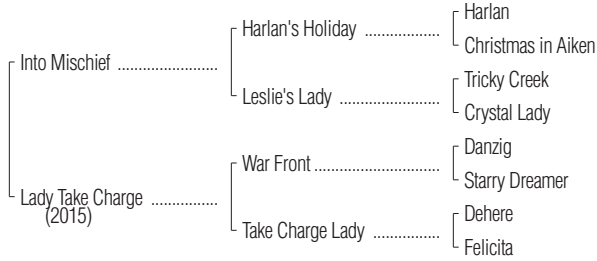 Harlan
Harlan's Holiday ..................
Christmas in Aiken
Into Mischief ........................
Tricky Creek
Leslie's Lady ........................
Crystal Lady
Danzig
War Front ..............................
Starry Dreamer
Lady Take Charge ................
(2015)
Dehere
Take Charge Lady ................
Felicita